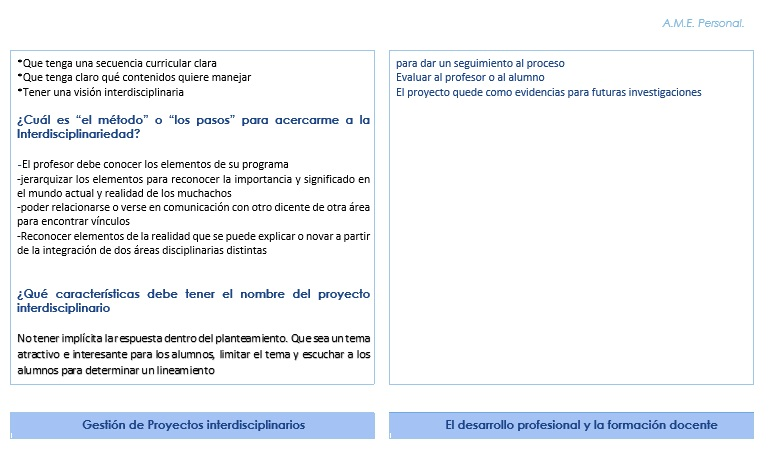 A.M.E. Personal.
*Que tenga una secuencia curricular clara
*Que tenga claro qué contenidos quiere manejar
*Tener una visión interdisciplinaria
¿Cuál es “el método” o “los pasos” para acercarme a la
Interdisciplinariedad?
-El profesor debe conocer los elementos de su programa
-jerarquizar los elementos para reconocer la importancia y significado en
el mundo actual y realidad de los muchachos
-poder relacionarse o verse en comunicación con otro dicente de otra área
para encontrar vínculos
-Reconocer elementos de la realidad que se puede explicar o novar a partir
de la integración de dos áreas disciplinarias distintas
¿Qué características debe tener el nombre del proyecto
interdisciplinario
No tener implícita la respuesta dentro del planteamiento. Que sea un tema
atractivo e interesante para los alumnos, limitar el tema y escuchar a los
alumnos para determinar un lineamiento
para dar un seguimiento al proceso
Evaluar al profesor o al alumno
El proyecto quede como evidencias para futuras investigaciones
Gestión de Proyectos interdisciplinarios
El desarrollo profesional y la formación docente